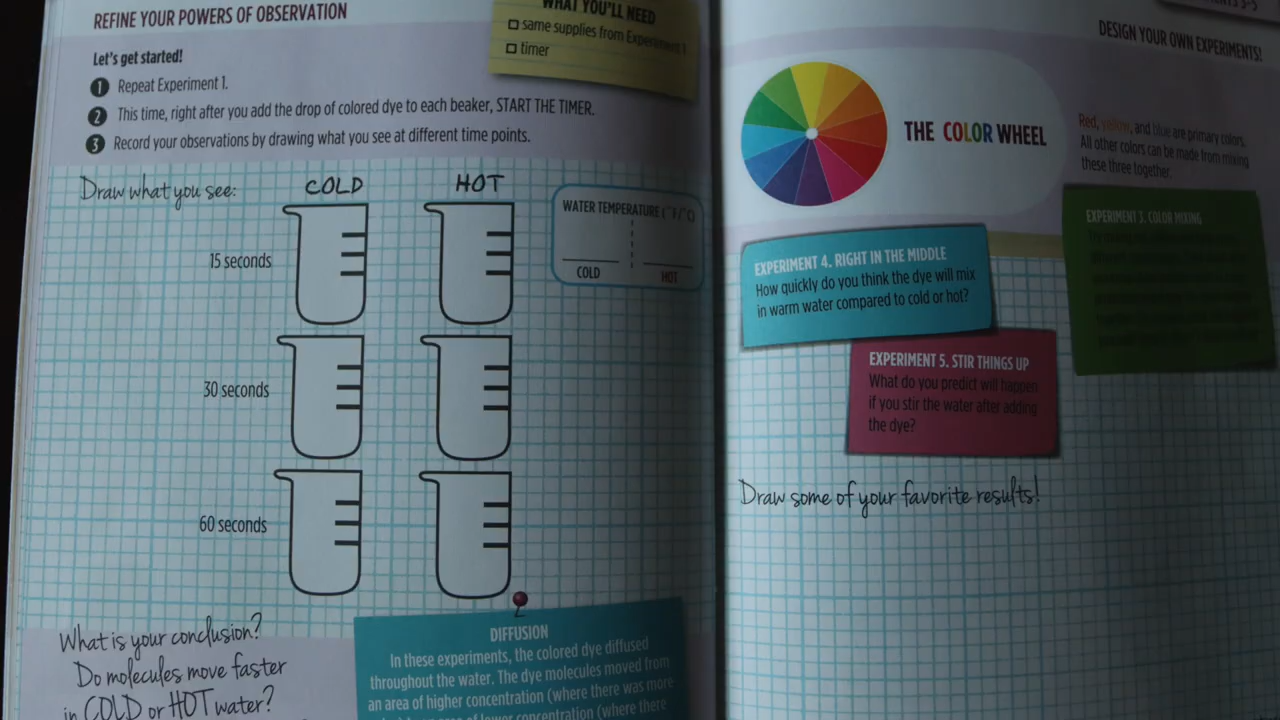 REFINE YOUR POWERS OF OBSERVATION
WHAT YOU'LL NEED
same supplies from Experiment 1
timer
Let's get started!
1 Repeat Experiment 1.
2 This time, right after you add the drop of colored dye to each beaker, START THE TIMER.
3 Record your observations by drawing what you see at different time points.
Draw what you see:
COLD
HOT
15 seconds
30 seconds
60 seconds
WATER TEMPERATURE (°F/°C)
COLD
HOT
What is your conclusion?
Do molecules move faster
in COLD or HOT water?
DIFFUSION
In these experiments, the colored dye diffused
throughout the water. The dye molecules moved from
an area of higher concentration (where there was more
lower concentration (where there
DESIGN YOUR OWN EXPERIMENTS!
THE COLOR WHEEL
Red, yellow, and blue are primary colors.
All other colors can be made from mixing
these three together.
EXPERIMENT 3. COLOR MIXING
EXPERIMENT 4. RIGHT IN THE MIDDLE
How quickly do you think the dye will mix
in warm water compared to cold or hot?
EXPERIMENT 5. STIR THINGS UP
What do you predict will happen
if you stir the water after adding
the dye?
Draw some of your favorite results!